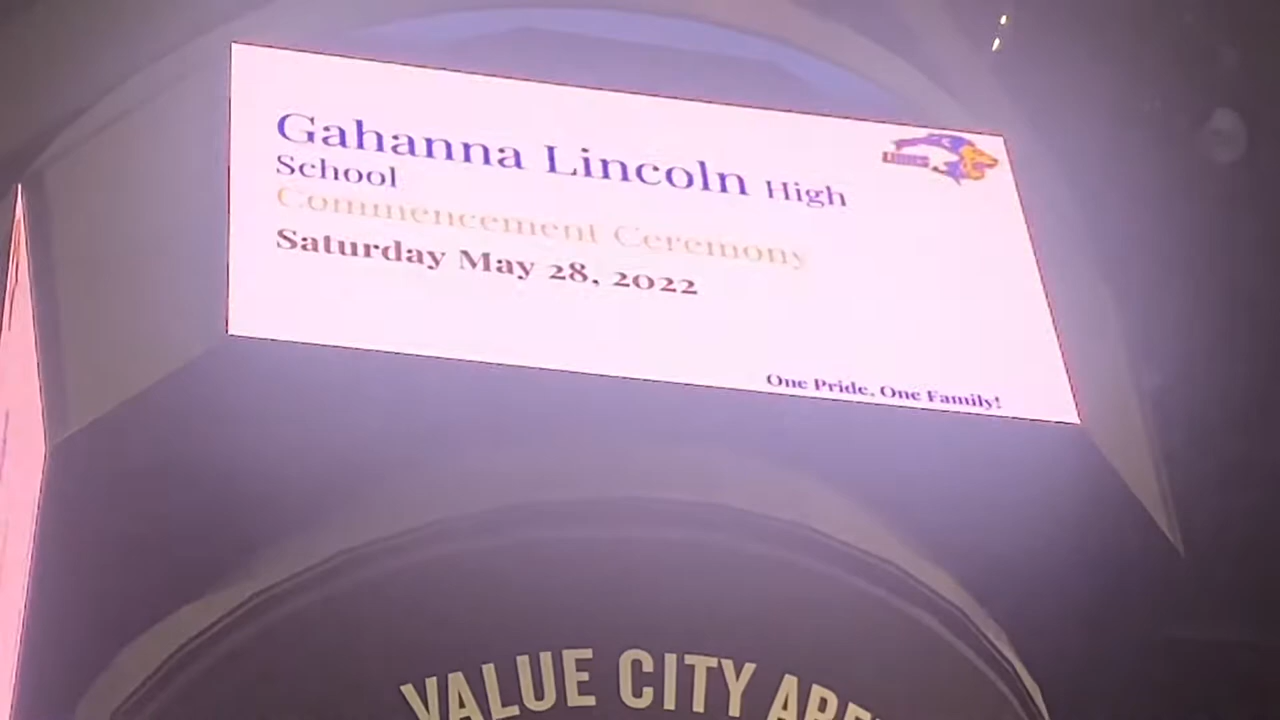 Gahanna Lincoln High
School
Commencement Ceremony
Saturday May 28, 2022
One Pride, One Family!
VALUE CITY